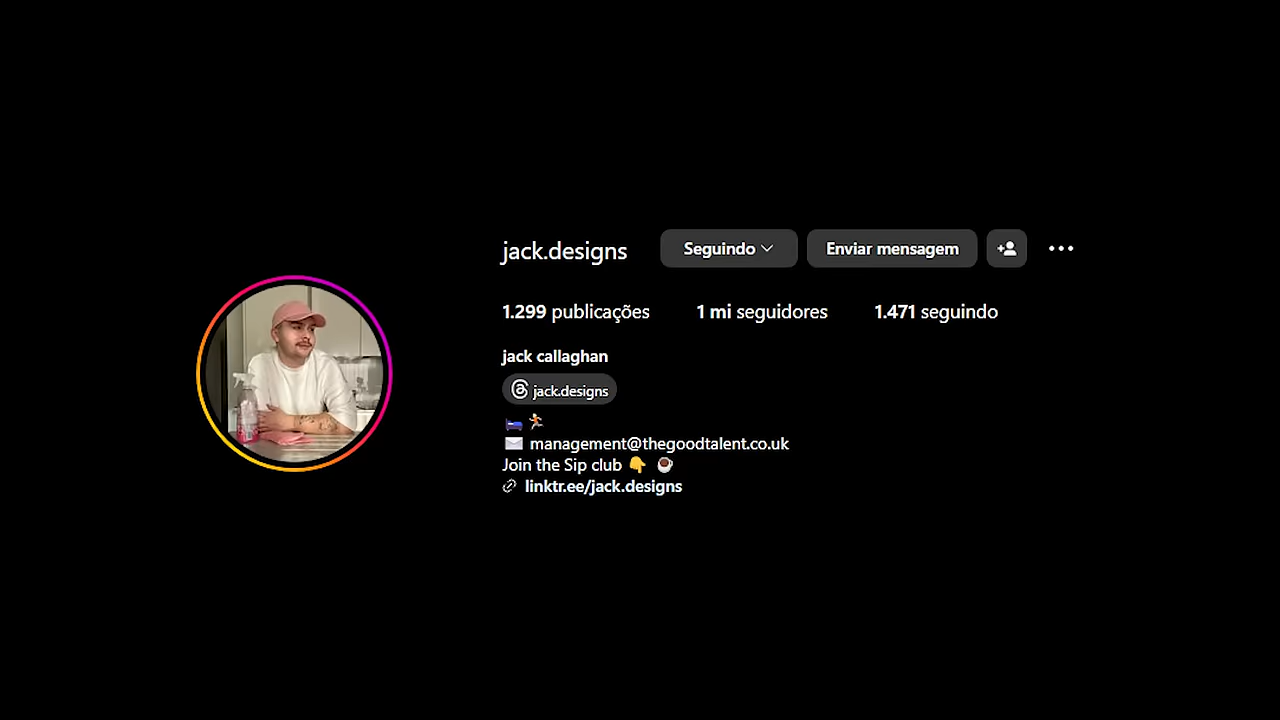 jack.designs Seguindo Enviar mensagem
1.299 publicações 1 mi seguidores 1.471 seguindo
jack callaghan
jack.designs
management@thegoodtalent.co.uk
Join the Sip club
linktr.ee/jack.designs